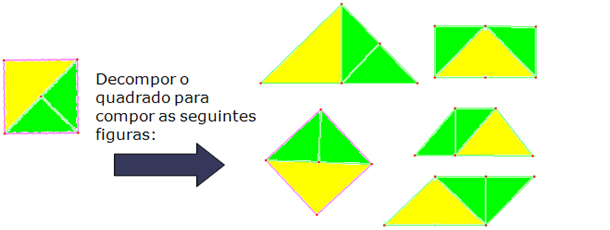 Decompor o
quadrado para
compor as seguintes
figuras: